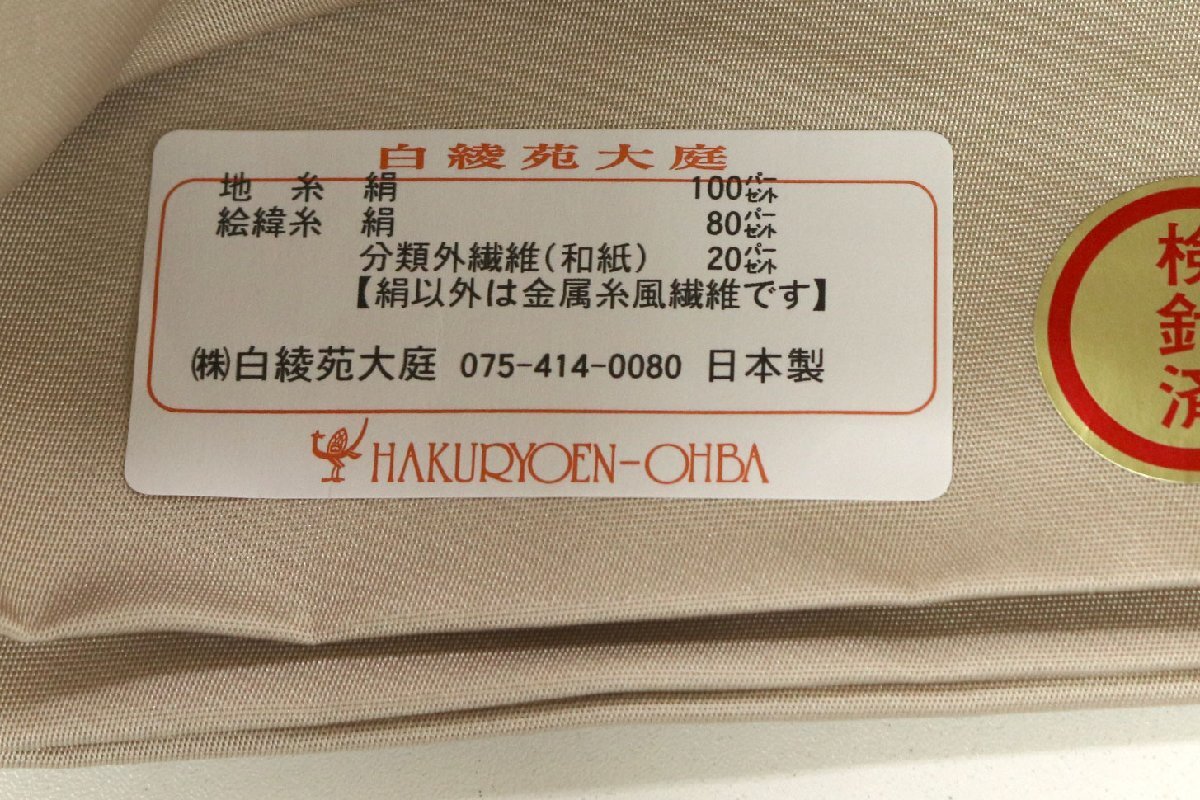 白綾苑大庭
地 糸 絹 100パーセント
絵緯糸 絹 80パーセント
分類外繊維(和紙) 20パーセント
【絹以外は金属糸風繊維です】
㈱白綾苑大庭 075-414-0080 日本製
HAKURYOEN-OHBA
検針済